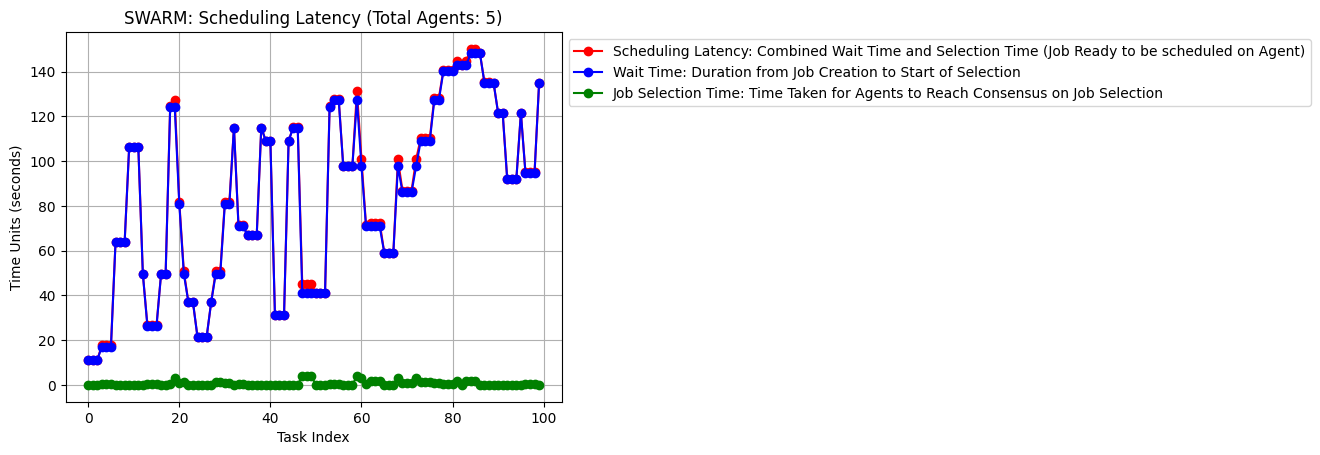 SWARM: Scheduling Latency (Total Agents: 5)
Scheduling Latency: Combined Wait Time and Selection Time (Job Ready to be scheduled on Agent)
Wait Time: Duration from Job Creation to Start of Selection
Job Selection Time: Time Taken for Agents to Reach Consensus on Job Selection
Time Units (seconds)
140
120
100
80
60
40
20
0
0 20 40 60 80 100
Task Index